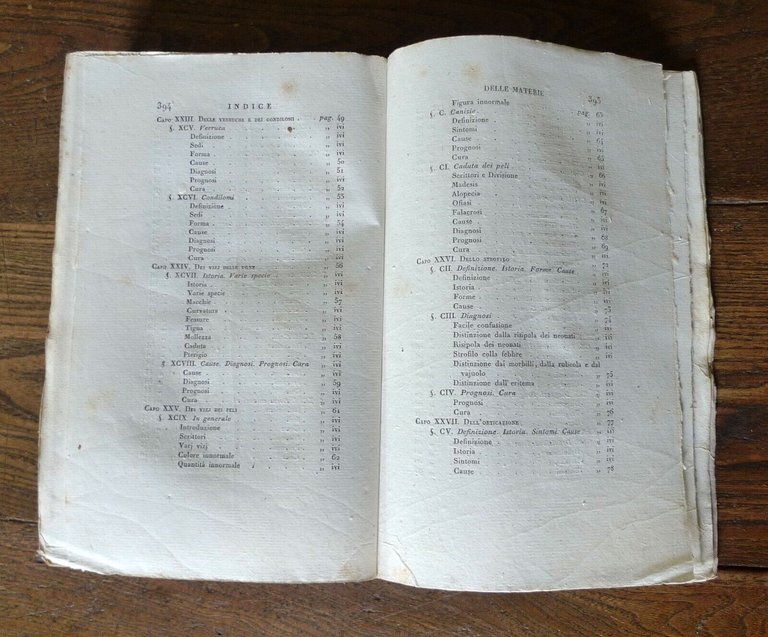 394 INDICE
CAPO XXIII. DELLE VERRUCHE E DEI CONDILOMI . pag. 49
§. XCV. Verruca . . . . „ ivi
Definizione . . . . „ ivi
Sedi . . . . „ ivi
Forma . . . . „ ivi
Cause . . . . „ 50
Diagnosi . . . . „ 51
Prognosi . . . . „ ivi
Cura . . . . „ 52
§. XCVI. Condilomi . . . . „ 53
Definizione . . . . „ ivi
Sedi . . . . „ ivi
Forma . . . . „ 54
Cause . . . . „ ivi
Diagnosi . . . . „ ivi
Prognosi . . . . „ ivi
Cura . . . . „ ivi
CAPO XXIV. DEI VIZJ DELLE UGNE . . „ 56
§. XCVII. Istoria. Varie specie . . „ ivi
Istoria . . . . „ ivi
Varie specie . . . . „ ivi
Macchie . . . . „ 57
Curvatura . . . . „ ivi
Fessure . . . . „ ivi
Tigna . . . . „ ivi
Mollezza . . . . „ 58
Caduta . . . . „ ivi
Pterigio . . . . „ ivi
§. XCVIII. Cause. Diagnosi. Prognosi. Cura „ ivi
Cause . . . . „ ivi
Diagnosi . . . . „ 59
Prognosi . . . . „ ivi
Cura . . . . „ ivi
CAPO XXV. DEI VIZJ DEI PELI . . . „ 61
§. XCIX. In generale . . . . „ ivi
Introduzione . . . . „ ivi
Scrittori . . . . „ ivi
Varj vizj . . . . „ ivi
Colore innormale . . . . „ 62
Quantità innormale . . . . „ ivi
DELLE MATERIE 395
Figura innormale . . . . pag. 63
§. C. Canizie . . . . „ ivi
Definizione . . . . „ ivi
Sintomi . . . . „ ivi
Cause . . . . „ 64
Prognosi . . . . „ ivi
Cura . . . . „ 65
§. CI. Caduta dei peli . . . . „ ivi
Scrittori e Divisione . . . . „ 66
Madesis . . . . „ ivi
Alopecia . . . . „ ivi
Ofiasi . . . . „ ivi
Falacrosi . . . . „ 67
Cause . . . . „ ivi
Diagnosi . . . . „ ivi
Prognosi . . . . „ 68
Cura . . . . „ 69
CAPO XXVI. DELLO STROFILO . . . „ 72
§. CII. Definizione. Istoria. Forme. Cause „ ivi
Definizione . . . . „ ivi
Istoria . . . . „ ivi
Forme . . . . „ ivi
Cause . . . . „ 73
§. CIII. Diagnosi . . . . „ 74
Facile confusione . . . . „ ivi
Distinzione dalla risipola dei neonati . „ ivi
Risipola dei neonati . . . . „ ivi
Strofilo colla febbre . . . . „ ivi
Distinzione dai morbilli, dalla rubeola e dal
vajuolo . . . . „ 75
Distinzione dall'eritema . . . . „ ivi
§. CIV. Prognosi. Cura . . . . „ ivi
Prognosi . . . . „ ivi
Cura . . . . „ 76
CAPO XXVII. DELL'ORTICAZIONE . . . „ 77
§. CV. Definizione. Istoria. Sintomi. Cause . „ ivi
Definizione . . . . „ ivi
Istoria . . . . „ ivi
Sintomi . . . . „ ivi
Cause . . . . „ 78